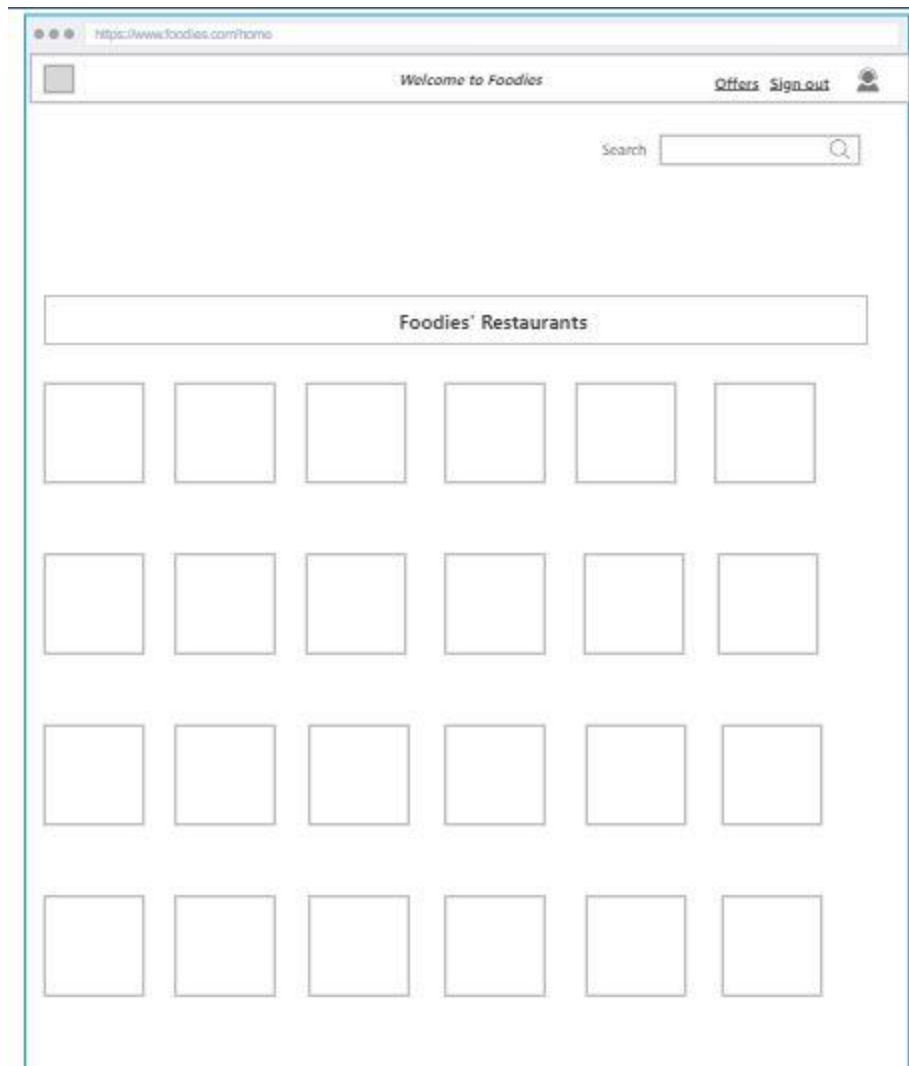 https://www.foodies.com/home
Welcome to Foodies
Offers Sign out
Search
Foodies' Restaurants